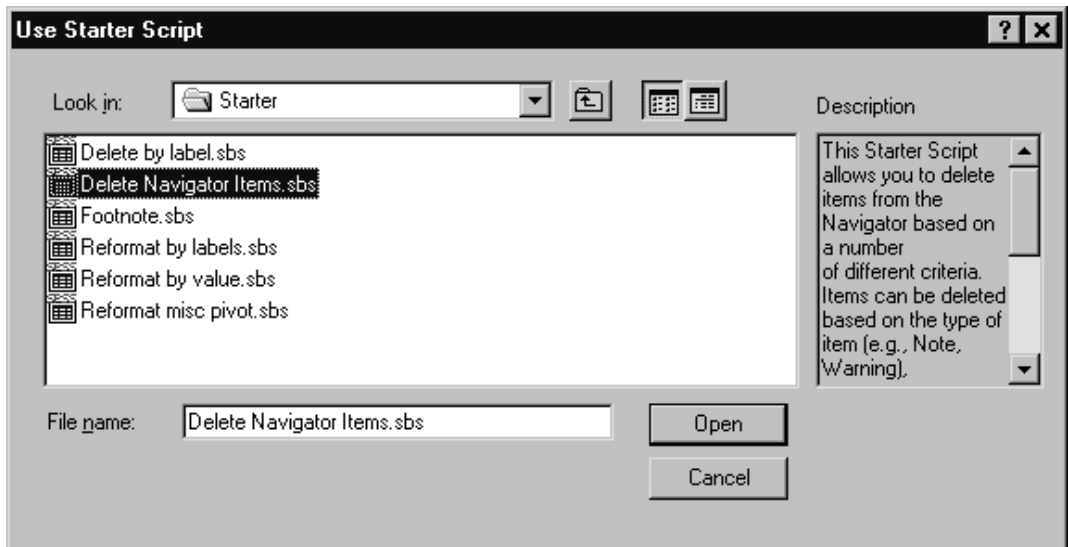 Use Starter Script
Look in:
Starter
Description
Delete by label.sbs
Delete Navigator Items.sbs
Footnote.sbs
Reformat by labels.sbs
Reformat by value.sbs
Reformat misc pivot.sbs
This Starter Script
allows you to delete
items from the
Navigator based on
a number
of different criteria.
Items can be deleted
based on the type of
item (e.g., Note,
Warning),
File name:
Delete Navigator Items.sbs
Open
Cancel